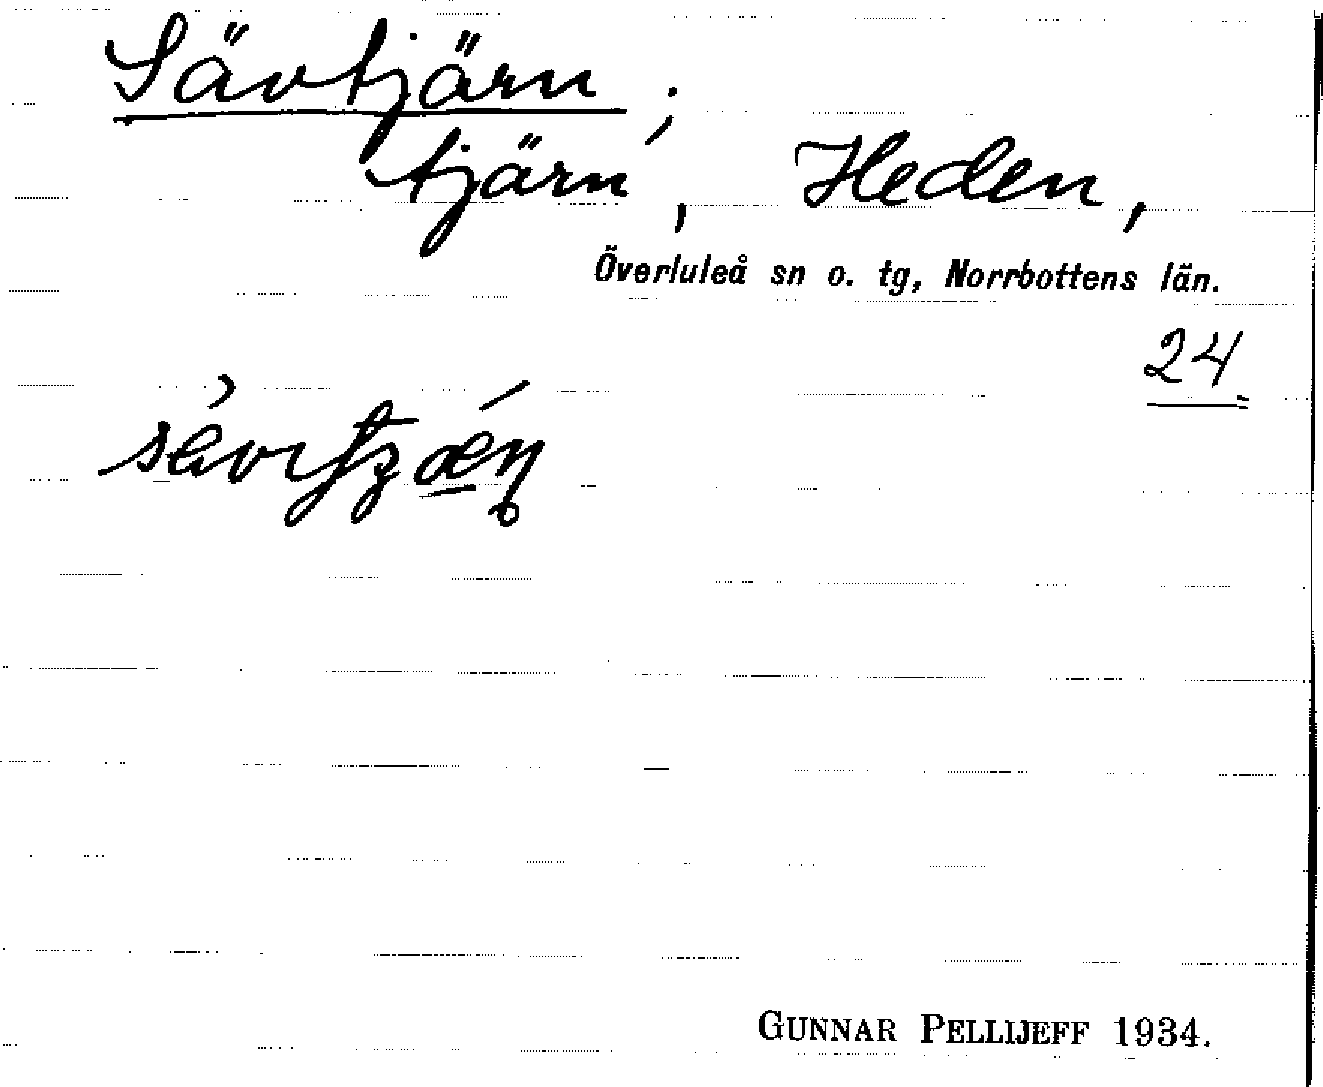 Sävtjärn;
tjärn, Heden,
Överluleå sn o. tg, Norrbottens län.
24
GUNNAR PELLIJEFF 1934.